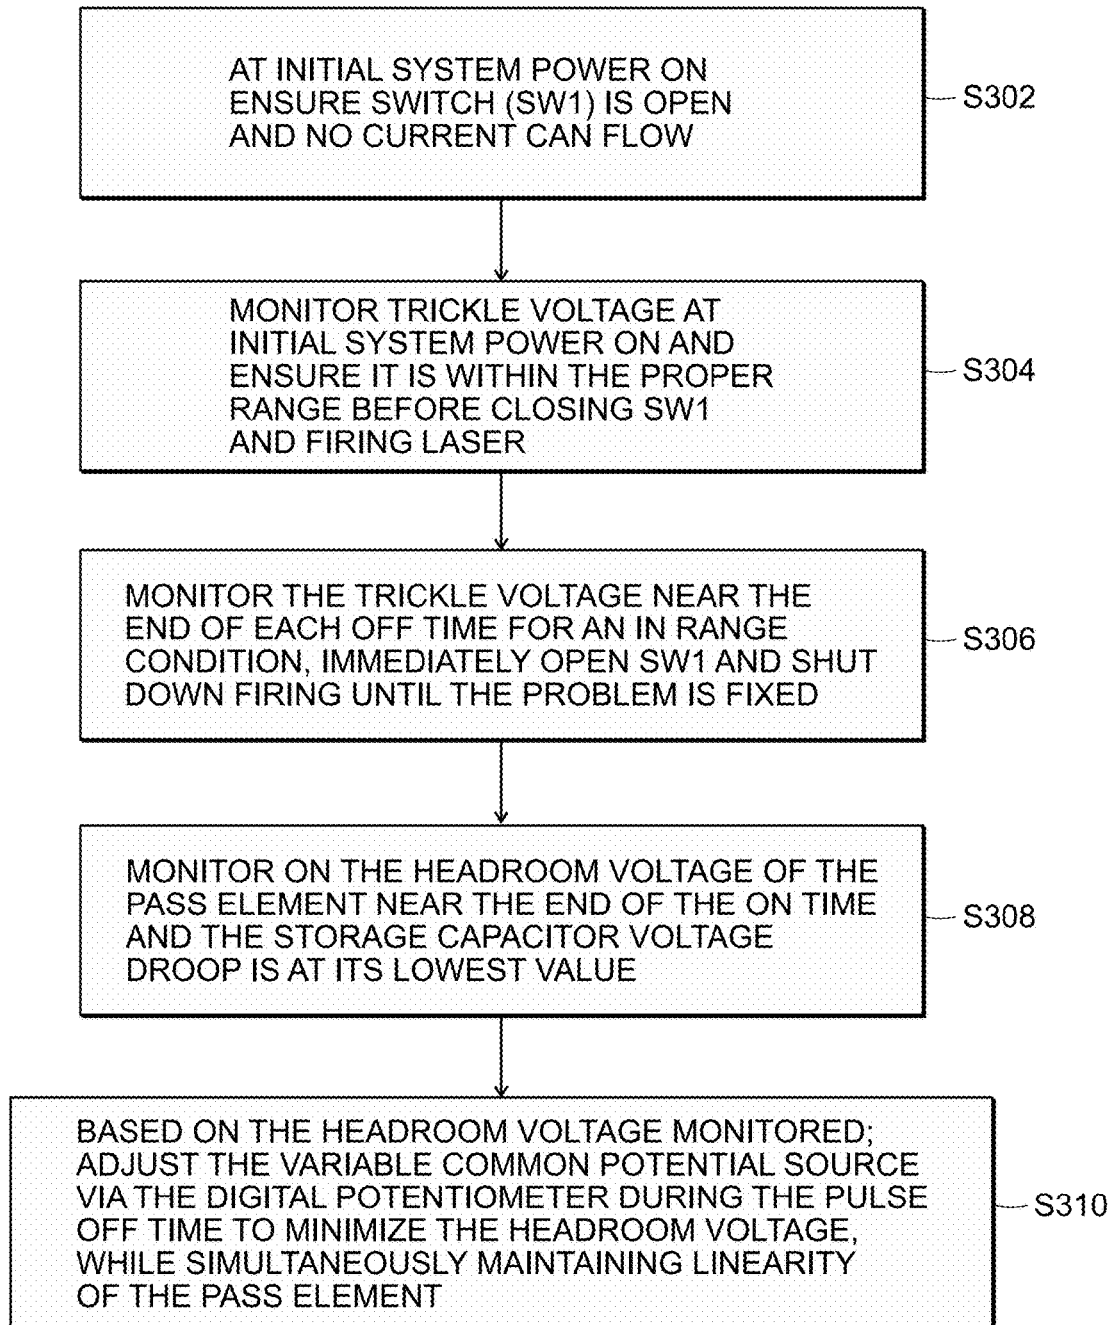 AT INITIAL SYSTEM POWER ON
ENSURE SWITCH (SW1) IS OPEN
AND NO CURRENT CAN FLOW
S302
MONITOR TRICKLE VOLTAGE AT
INITIAL SYSTEM POWER ON AND
ENSURE IT IS WITHIN THE PROPER
RANGE BEFORE CLOSING SW1
AND FIRING LASER
S304
MONITOR THE TRICKLE VOLTAGE NEAR THE
END OF EACH OFF TIME FOR AN IN RANGE
CONDITION, IMMEDIATELY OPEN SW1 AND SHUT
DOWN FIRING UNTIL THE PROBLEM IS FIXED
S306
MONITOR ON THE HEADROOM VOLTAGE OF THE
PASS ELEMENT NEAR THE END OF THE ON TIME
AND THE STORAGE CAPACITOR VOLTAGE
DROOP IS AT ITS LOWEST VALUE
S308
BASED ON THE HEADROOM VOLTAGE MONITORED;
ADJUST THE VARIABLE COMMON POTENTIAL SOURCE
VIA THE DIGITAL POTENTIOMETER DURING THE PULSE
OFF TIME TO MINIMIZE THE HEADROOM VOLTAGE,
WHILE SIMULTANEOUSLY MAINTAINING LINEARITY
OF THE PASS ELEMENT
S310